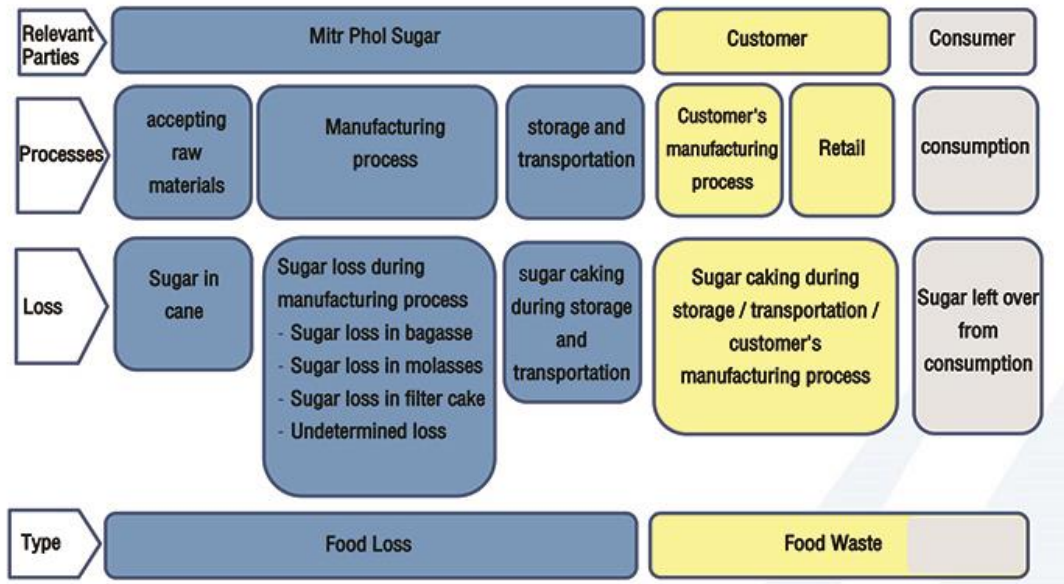 Relevant
Parties
Mitr Phol Sugar
Customer
Consumer
Processes
accepting
raw
materials
Manufacturing
process
storage and
transportation
Customer's
manufacturing
process
Retail
consumption
Loss
Sugar in
cane
Sugar loss during
manufacturing process
- Sugar loss in bagasse
- Sugar loss in molasses
- Sugar loss in filter cake
- Undetermined loss
sugar caking
during storage
and
transportation
Sugar caking during
storage / transportation /
customer's
manufacturing process
Sugar left over
from
consumption
Type
Food Loss
Food Waste